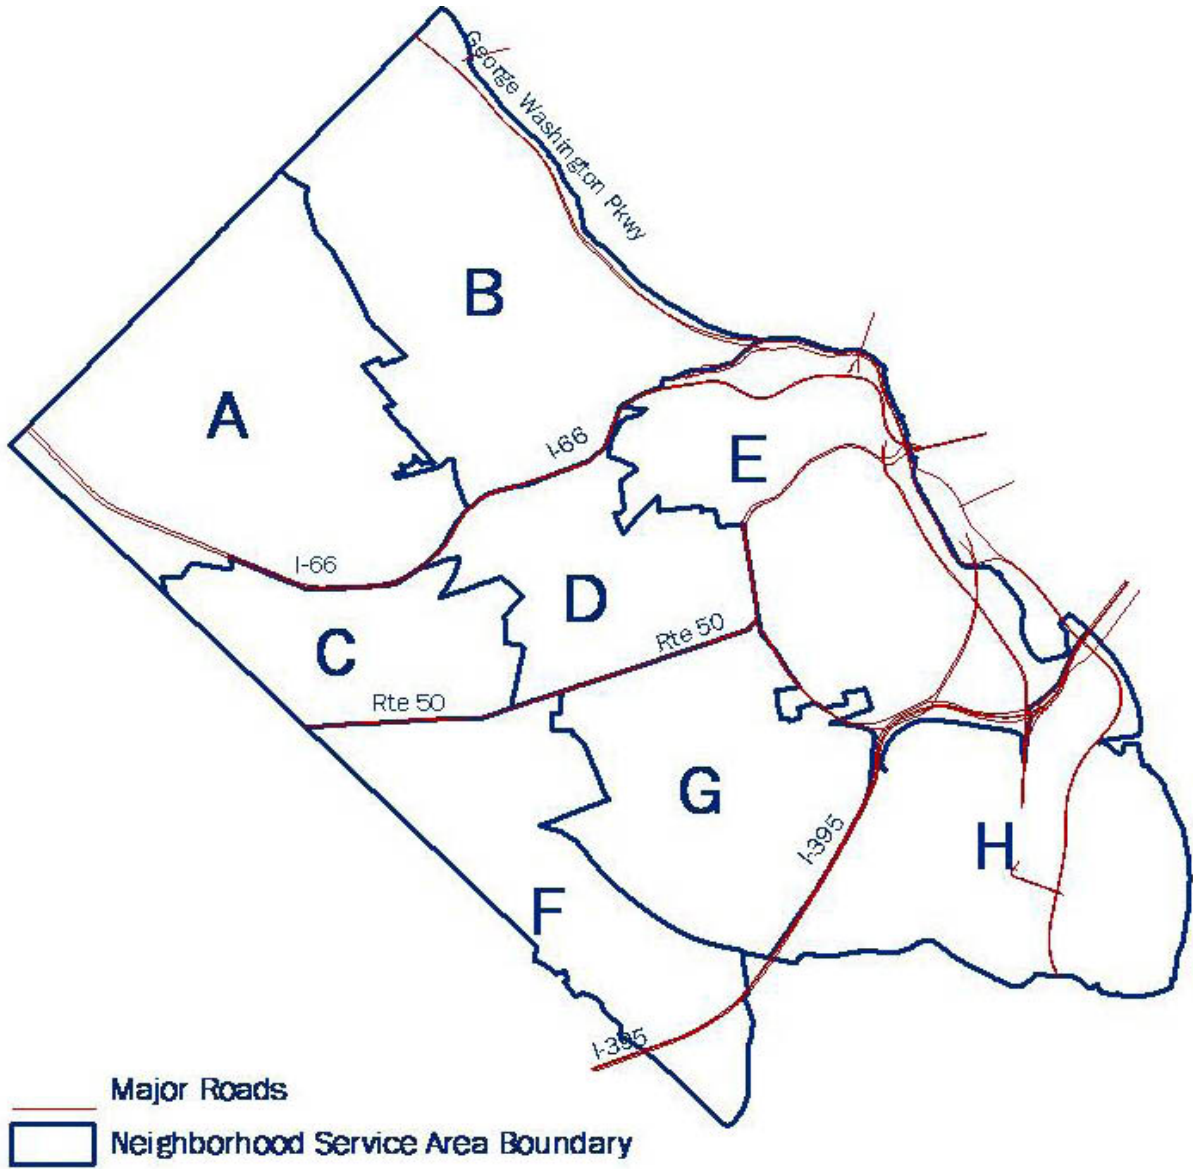 George Washington Pkwy
B
A
I-66
E
I-66
D
C
Rte 50
Rte 50
G
I-395
H
F
I-395
Major Roads
Neighborhood Service Area Boundary